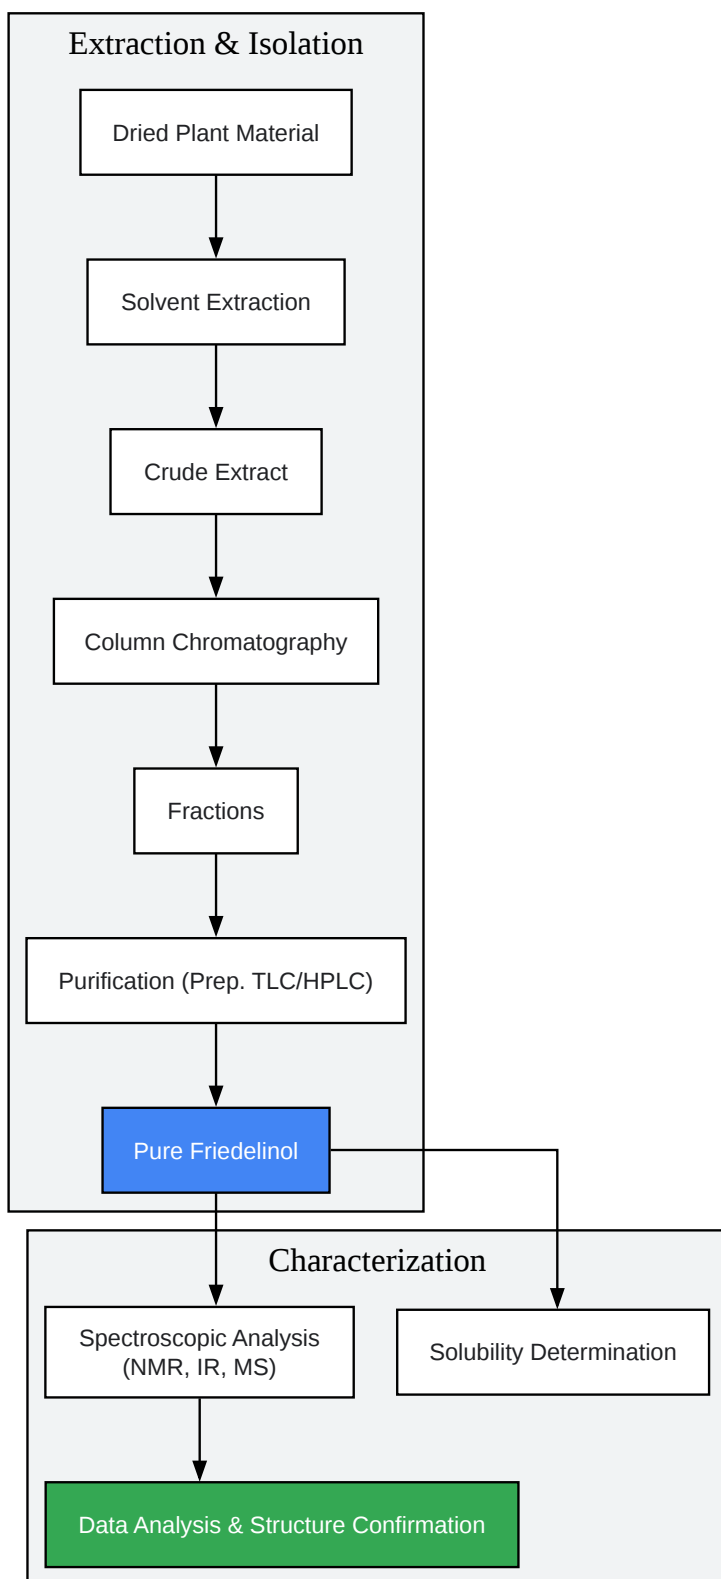 Extraction & Isolation
Dried Plant Material
Solvent Extraction
Crude Extract
Column Chromatography
Fractions
Purification (Prep. TLC/HPLC)
Pure Friedelinol
Characterization
Spectroscopic Analysis
(NMR, IR, MS)
Solubility Determination
Data Analysis & Structure Confirmation